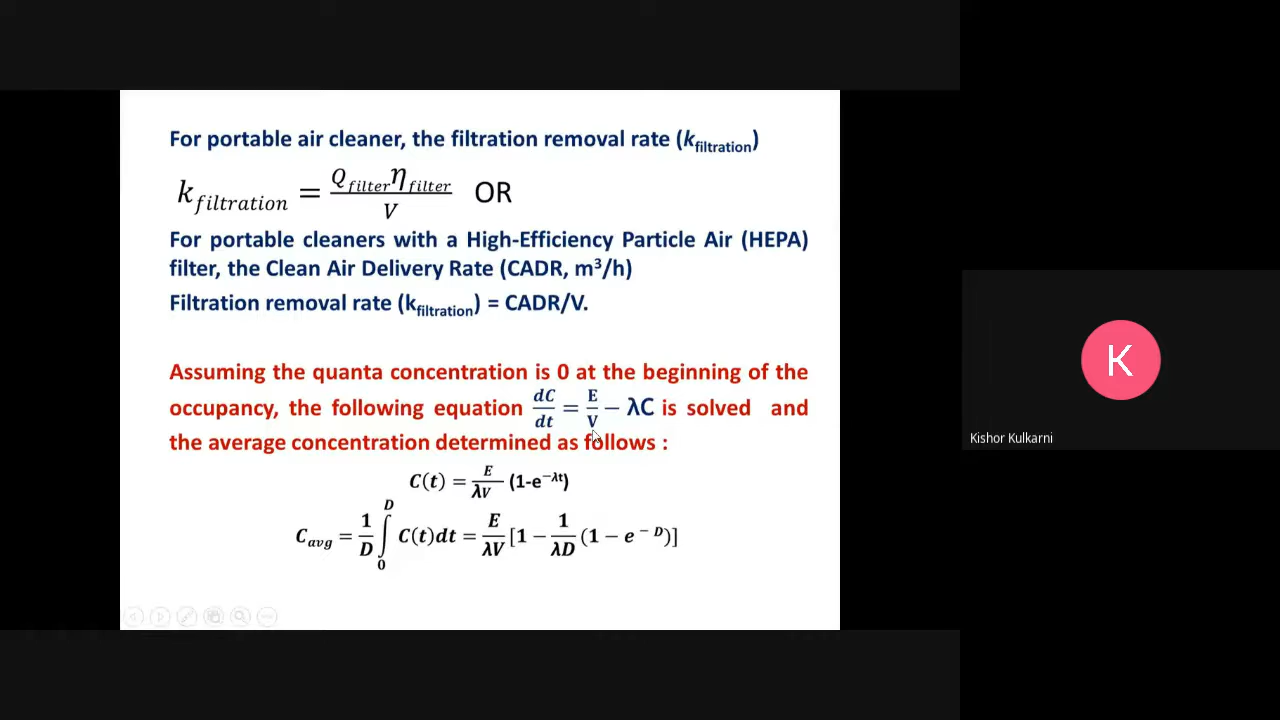 For portable air cleaner, the filtration removal rate (kfiltration)
kfiltration = Qfilter ηfilter / V OR
For portable cleaners with a High-Efficiency Particle Air (HEPA)
filter, the Clean Air Delivery Rate (CADR, m³/h)
Filtration removal rate (kfiltration) = CADR/V.
Assuming the quanta concentration is 0 at the beginning of the
occupancy, the following equation dC/dt = E/V − λC is solved and
the average concentration determined as follows :
C(t) = E/λV (1-e^−λt)
Cavg = 1/D ∫₀ᴰ C(t)dt = E/λV [1 − 1/λD (1 − e^− D)]
K
Kishor Kulkarni